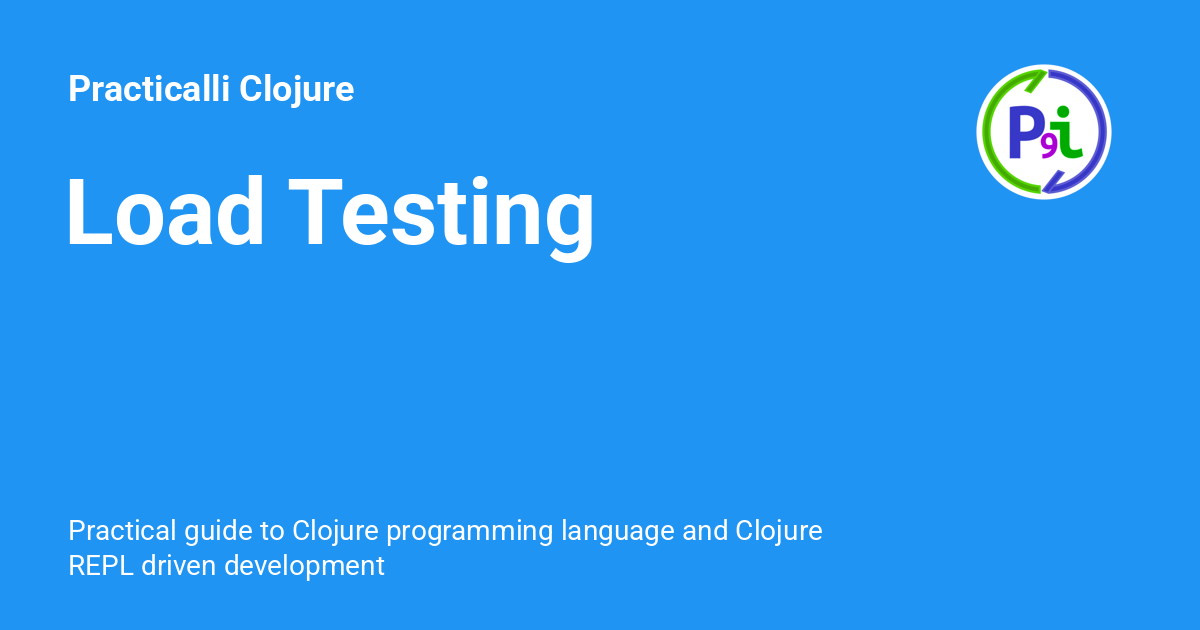 Practicalli Clojure
P9i
Load Testing
Practical guide to Clojure programming language and Clojure
REPL driven development